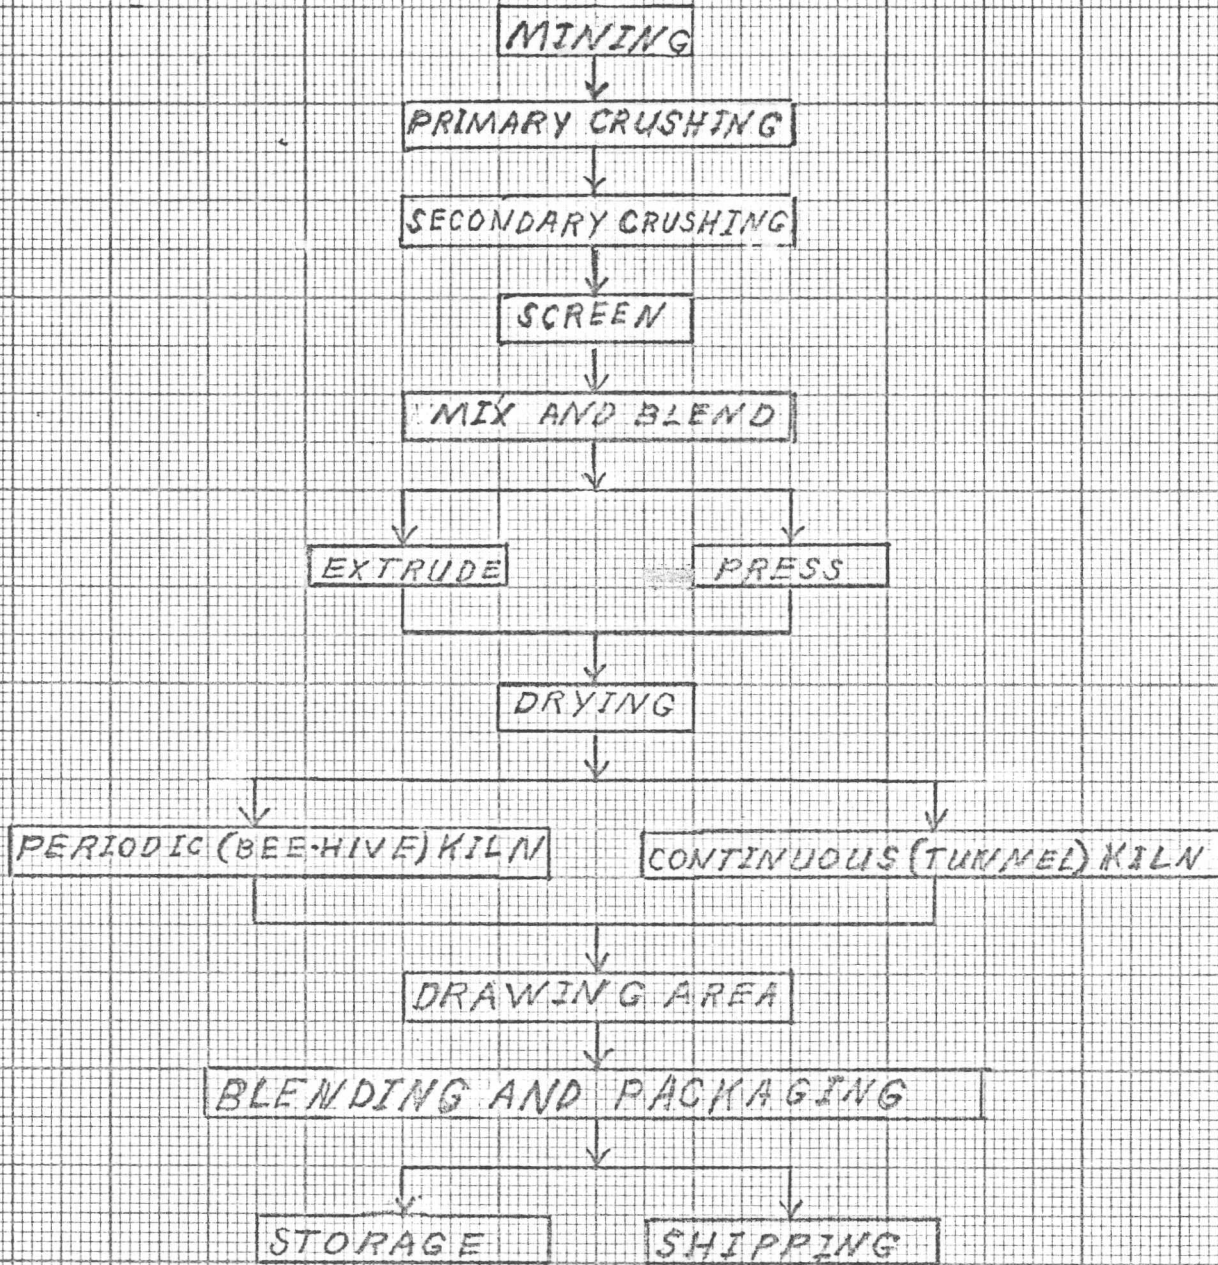 MINING
PRIMARY CRUSHING
SECONDARY CRUSHING
SCREEN
MIX AND BLEND
EXTRUDE
PRESS
DRYING
PERIODIC (BEE-HIVE) KILN
CONTINUOUS (TUNNEL) KILN
DRAWING AREA
BLENDING AND PACKAGING
STORAGE
SHIPPING